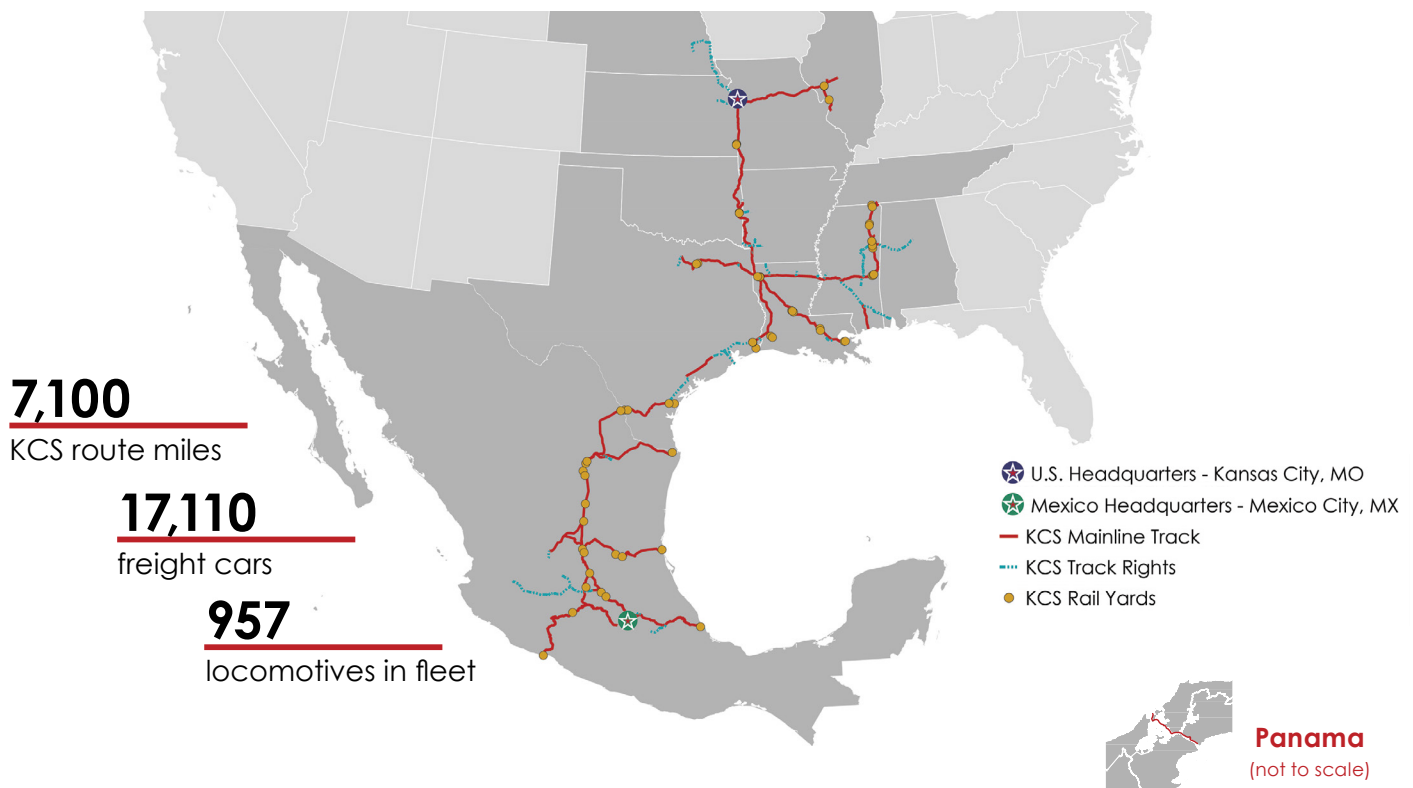 7,100
KCS route miles
17,110
freight cars
957
locomotives in fleet
U.S. Headquarters - Kansas City, MO
Mexico Headquarters - Mexico City, MX
KCS Mainline Track
KCS Track Rights
KCS Rail Yards
Panama
(not to scale)